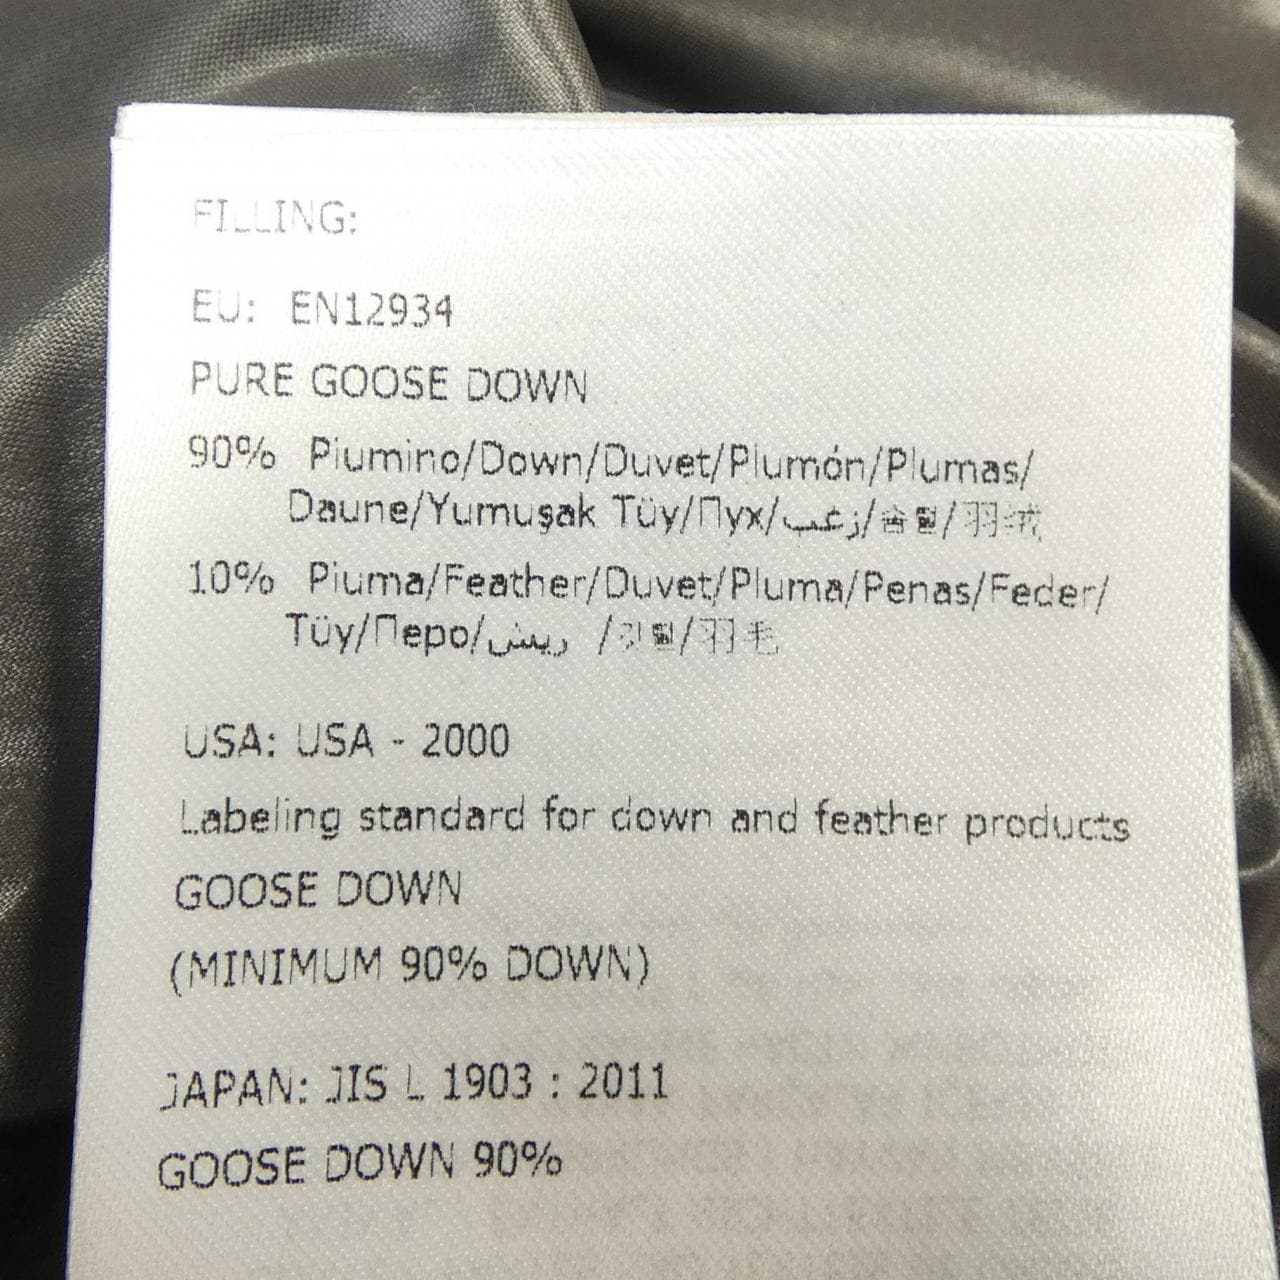 FILLING:
EU: EN12934
PURE GOOSE DOWN
90% Piumino/Down/Duvet/Plumón/Plumas/
Daune/Yumuşak Tüy/Пух/زغب/솜털/羽绒
10% Piuma/Feather/Duvet/Pluma/Penas/Feder/
Tüy/Перо/ريش /깃털/羽毛
USA: USA - 2000
Labeling standard for down and feather products
GOOSE DOWN
(MINIMUM 90% DOWN)
JAPAN: JIS L 1903 : 2011
GOOSE DOWN 90%